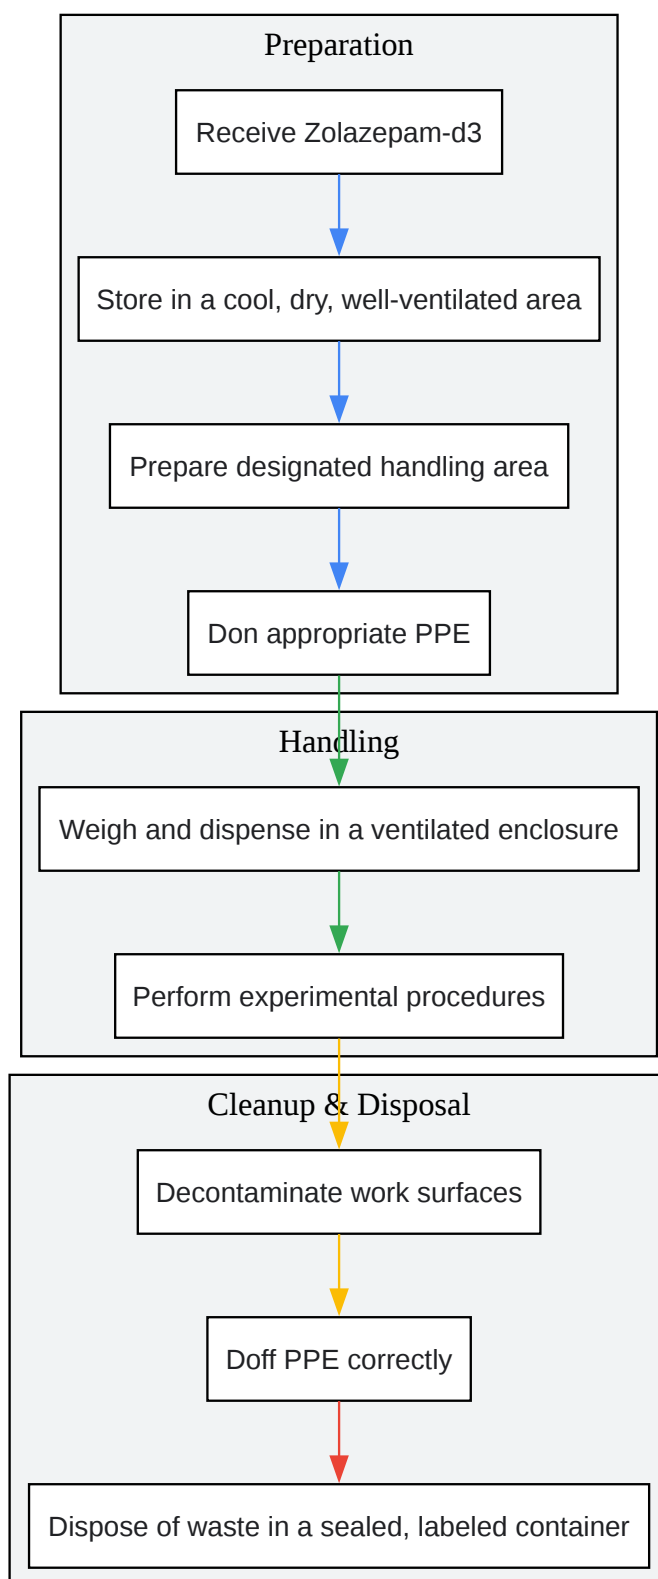 Preparation
Receive Zolazepam-d3
Store in a cool, dry, well-ventilated area
Prepare designated handling area
Don appropriate PPE
Handling
Weigh and dispense in a ventilated enclosure
Perform experimental procedures
Cleanup & Disposal
Decontaminate work surfaces
Doff PPE correctly
Dispose of waste in a sealed, labeled container